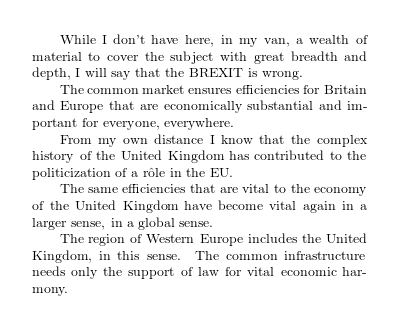 While I don't have here, in my van, a wealth of
material to cover the subject with great breadth and
depth, I will say that the BREXIT is wrong.
The common market ensures efficiencies for Britain
and Europe that are economically substantial and im-
portant for everyone, everywhere.
From my own distance I know that the complex
history of the United Kingdom has contributed to the
politicization of a rôle in the EU.
The same efficiencies that are vital to the economy
of the United Kingdom have become vital again in a
larger sense, in a global sense.
The region of Western Europe includes the United
Kingdom, in this sense. The common infrastructure
needs only the support of law for vital economic har-
mony.